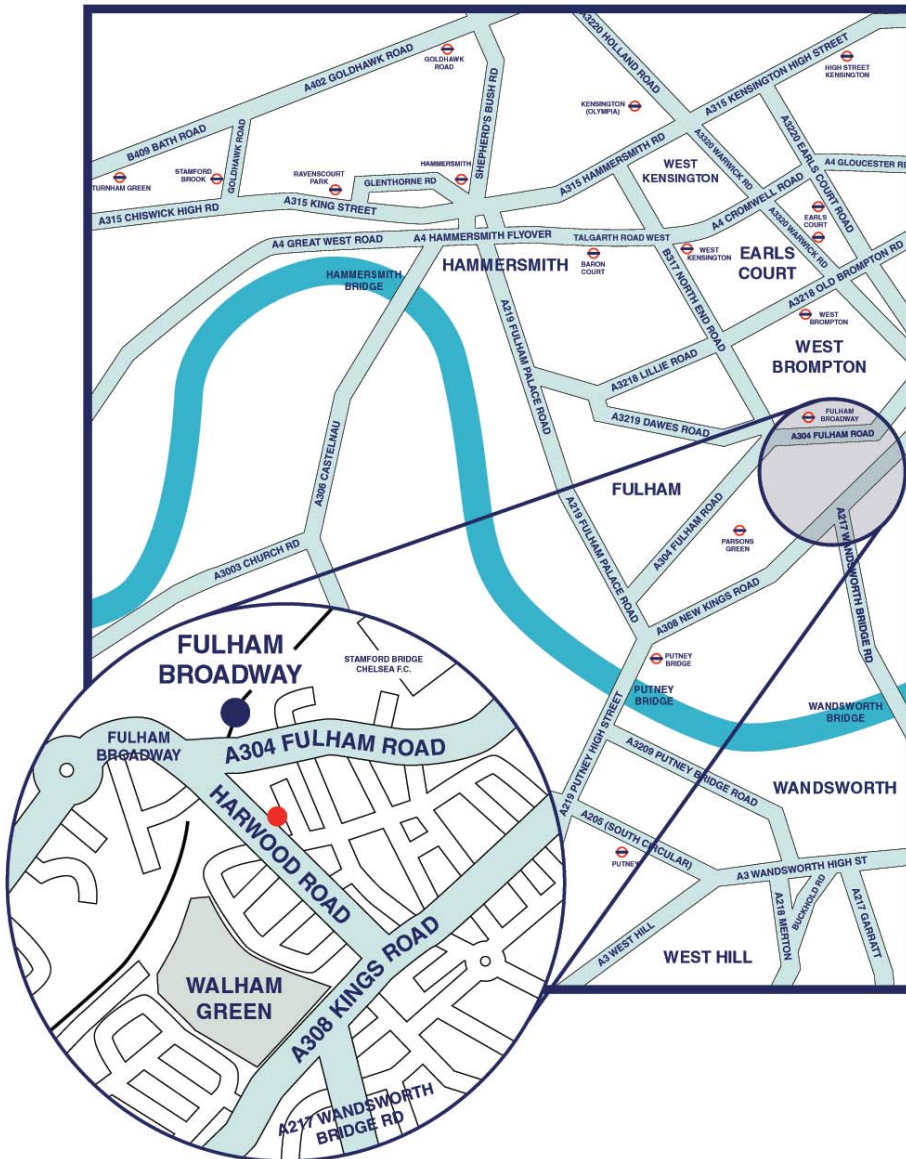 A3220 HOLLAND ROAD
A315 KENSINGTON HIGH STREET
HIGH STREET
KENSINGTON
GOLDHAWK
ROAD
A402 GOLDHAWK ROAD
SHEPHERD'S BUSH RD
KENSINGTON
(OLYMPIA)
B409 BATH ROAD
GOLDHAWK ROAD
TURNHAM GREEN
STAMFORD
BROOK
RAVENSCOURT
PARK
GLENTHORNE RD
HAMMERSMITH
A315 HAMMERSMITH RD
WEST
KENSINGTON
A3220 WARWICK RD
A3220 EARLS COURT ROAD
A4 GLOUCESTER RD
A315 CHISWICK HIGH RD
A315 KING STREET
A4 CROMWELL ROAD
EARLS
COURT
A3220 WARWICK RD
A4 GREAT WEST ROAD
A4 HAMMERSMITH FLYOVER
TALGARTH ROAD WEST
BARON
COURT
WEST
KENSINGTON
EARLS
COURT
HAMMERSMITH
HAMMERSMITH
BRIDGE
B317 NORTH END ROAD
A3218 OLD BROMPTON RD
WEST
BROMPTON
WEST
BROMPTON
A219 FULHAM PALACE ROAD
A3218 LILLIE ROAD
A3219 DAWES ROAD
FULHAM
BROADWAY
A304 FULHAM ROAD
A306 CASTELNAU
FULHAM
A304 FULHAM ROAD
PARSONS
GREEN
A217 WANDSWORTH BRIDGE RD
A219 FULHAM PALACE ROAD
A3003 CHURCH RD
A308 NEW KINGS ROAD
PUTNEY
BRIDGE
PUTNEY
BRIDGE
WANDSWORTH
BRIDGE
A219 PUTNEY HIGH STREET
A3209 PUTNEY BRIDGE ROAD
WANDSWORTH
A205 (SOUTH CIRCULAR)
PUTNEY
A3 WANDSWORTH HIGH ST
A218 MERTON
BUCKHOLD RD
A217 GARRATT
A3 WEST HILL
WEST HILL
FULHAM
BROADWAY
STAMFORD BRIDGE
CHELSEA F.C.
FULHAM
BROADWAY
A304 FULHAM ROAD
HARWOOD ROAD
WALHAM
GREEN
A308 KINGS ROAD
A217 WANDSWORTH
BRIDGE RD